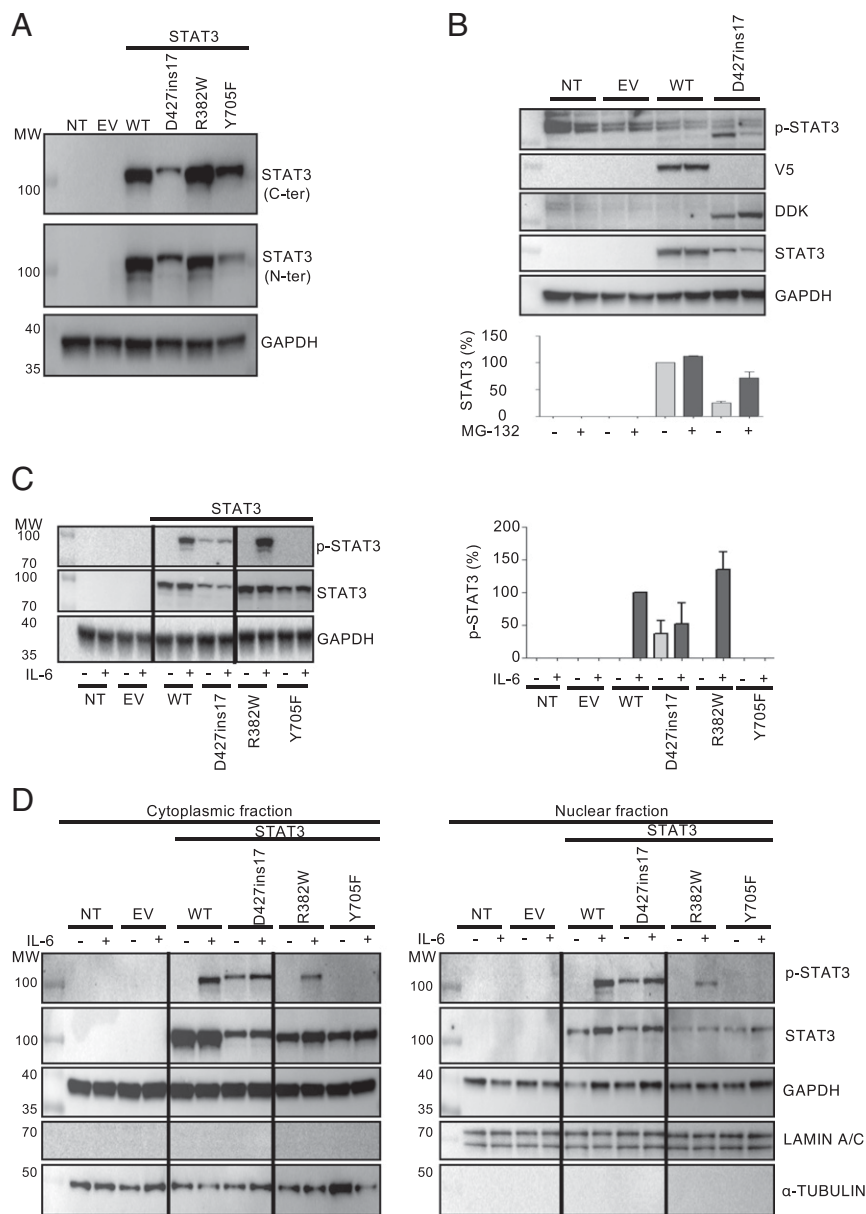 A
STAT3
NT EV WT D427ins17 R382W Y705F
MW
100
STAT3
(C-ter)
100
STAT3
(N-ter)
40
35
GAPDH
B
NT EV WT D427ins17
p-STAT3
V5
DDK
STAT3
GAPDH
STAT3 (%)
150
100
50
0
MG-132 - + - + - + - +
C
STAT3
MW
100
70
p-STAT3
100
70
STAT3
40
35
GAPDH
IL-6 - + - + - + - + - + - +
NT EV WT D427ins17 R382W Y705F
p-STAT3 (%)
200
150
100
50
0
IL-6 - + - + - + - + - + - +
NT EV WT D427ins17 R382W Y705F
D
Cytoplasmic fraction
STAT3
NT EV WT D427ins17 R382W Y705F
IL-6 - + - + - + - + - + - +
MW
100
100
40
35
70
50
Nuclear fraction
STAT3
NT EV WT D427ins17 R382W Y705F
IL-6 - + - + - + - + - + - +
MW
100
p-STAT3
100
STAT3
40
35
GAPDH
70
LAMIN A/C
50
α-TUBULIN